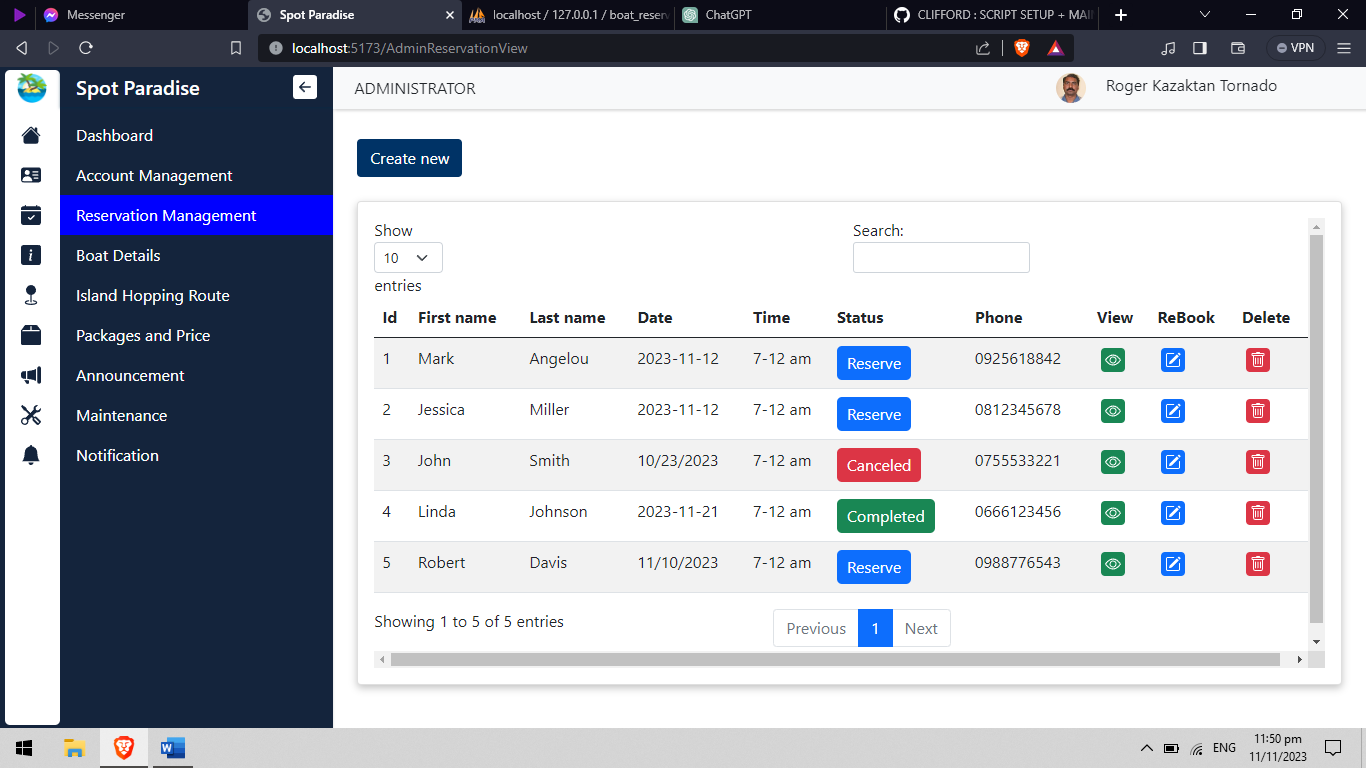 Messenger
Spot Paradise
localhost / 127.0.0.1 / boat_reser
ChatGPT
CLIFFORD : SCRIPT SETUP + MAI
localhost:5173/AdminReservationView
VPN
Spot Paradise
ADMINISTRATOR
Roger Kazaktan Tornado
Dashboard
Account Management
Reservation Management
Boat Details
Island Hopping Route
Packages and Price
Announcement
Maintenance
Notification
Create new
Show
10
entries
Search:
Id First name Last name Date Time Status Phone View ReBook Delete
1 Mark Angelou 2023-11-12 7-12 am Reserve 0925618842
2 Jessica Miller 2023-11-12 7-12 am Reserve 0812345678
3 John Smith 10/23/2023 7-12 am Canceled 0755533221
4 Linda Johnson 2023-11-21 7-12 am Completed 0666123456
5 Robert Davis 11/10/2023 7-12 am Reserve 0988776543
Showing 1 to 5 of 5 entries
Previous 1 Next
ENG
11:50 pm
11/11/2023